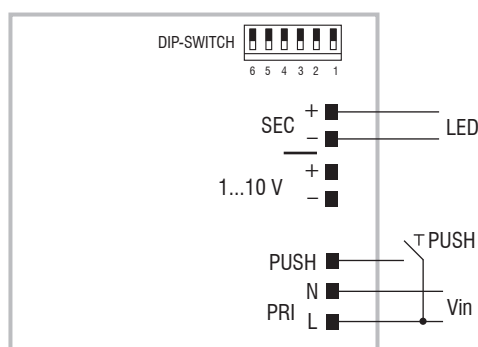 DIP-SWITCH
6 5 4 3 2 1
+
SEC
LED
−
+
1...10 V
−
PUSH
PUSH
N
PRI
Vin
L